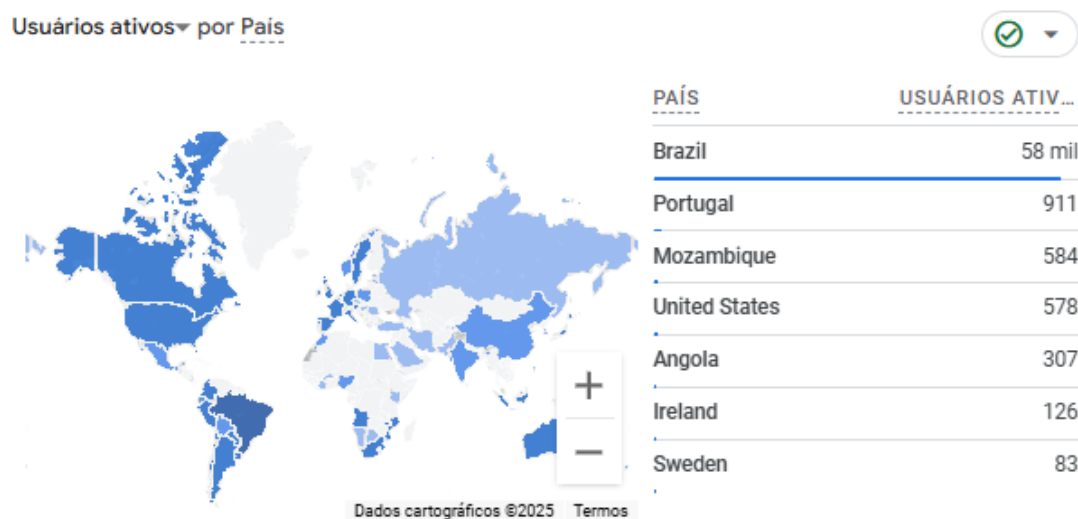 Usuários ativos por País
PAÍS USUÁRIOS ATIV...
Brazil 58 mil
Portugal 911
Mozambique 584
United States 578
Angola 307
Ireland 126
Sweden 83
+
−
Dados cartográficos ©2025 Termos